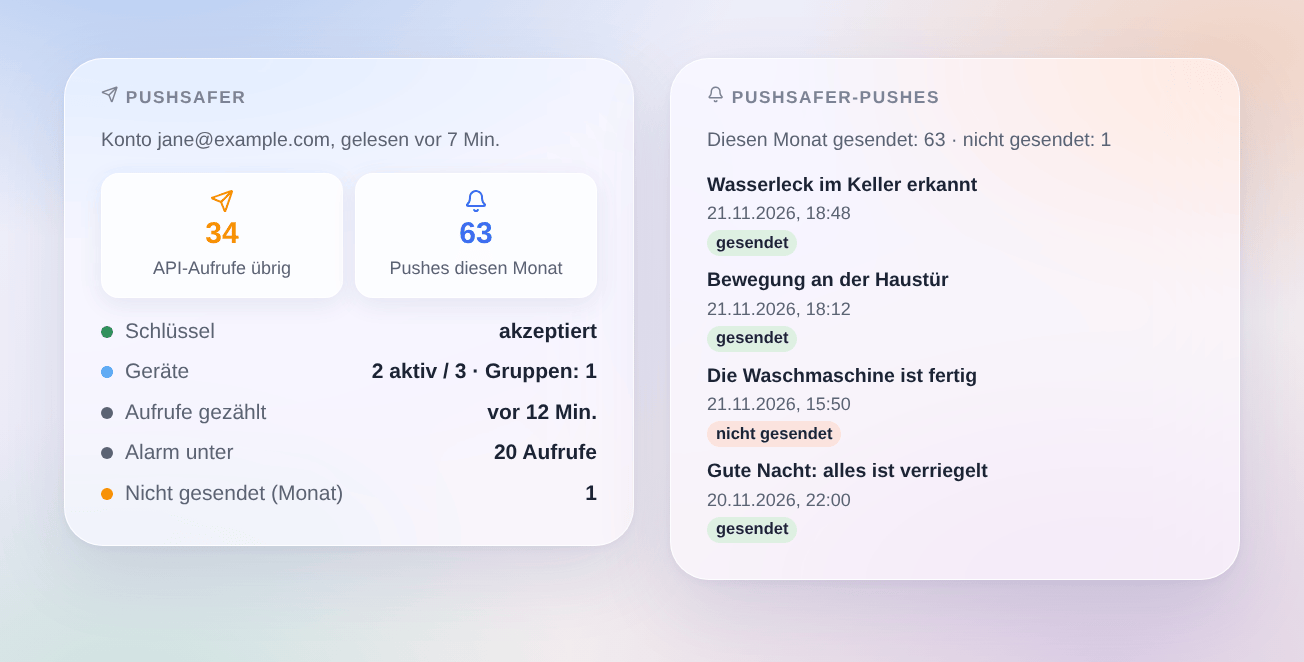 PUSHSAFER
Konto jane@example.com, gelesen vor 7 Min.
34
API-Aufrufe übrig
63
Pushes diesen Monat
Schlüssel akzeptiert
Geräte 2 aktiv / 3 · Gruppen: 1
Aufrufe gezählt vor 12 Min.
Alarm unter 20 Aufrufe
Nicht gesendet (Monat) 1
PUSHSAFER-PUSHES
Diesen Monat gesendet: 63 · nicht gesendet: 1
Wasserleck im Keller erkannt
21.11.2026, 18:48
gesendet
Bewegung an der Haustür
21.11.2026, 18:12
gesendet
Die Waschmaschine ist fertig
21.11.2026, 15:50
nicht gesendet
Gute Nacht: alles ist verriegelt
20.11.2026, 22:00
gesendet